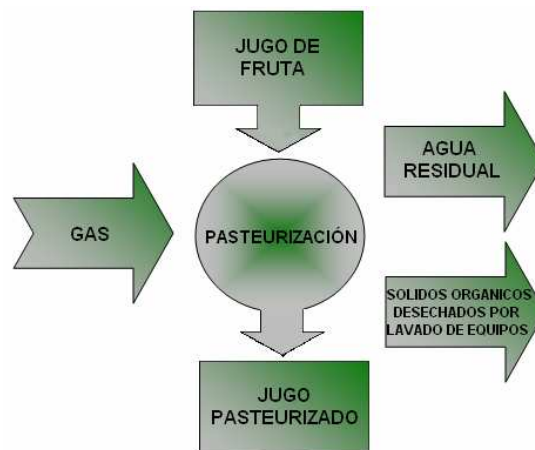 JUGO DE
FRUTA
AGUA
RESIDUAL
GAS
PASTEURIZACIÓN
SOLIDOS ORGANICOS
DESECHADOS POR
LAVADO DE EQUIPOS
JUGO
PASTEURIZADO